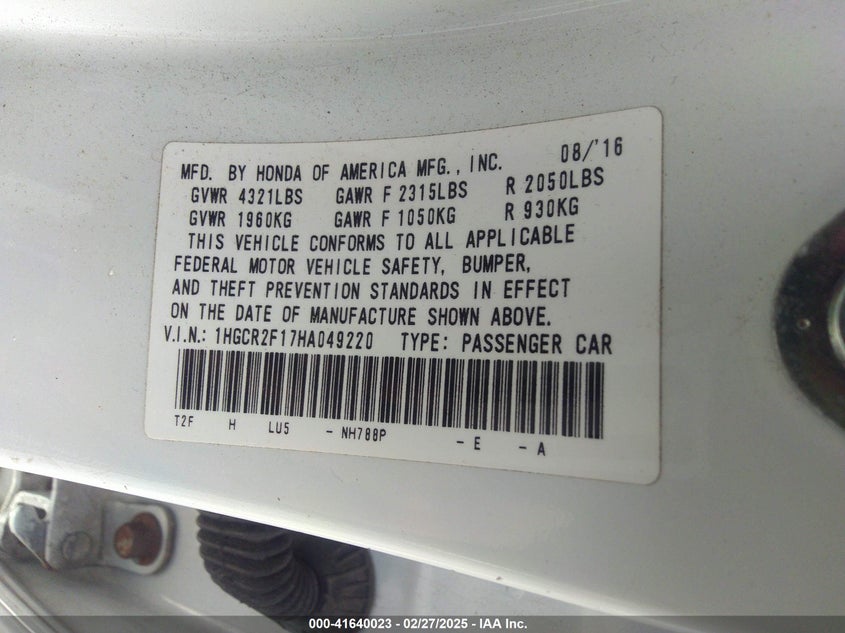 MFD. BY HONDA OF AMERICA MFG., INC. 08/'16
GVWR 4321LBS GAWR F 2315LBS R 2050LBS
GVWR 1960KG GAWR F 1050KG R 930KG
THIS VEHICLE CONFORMS TO ALL APPLICABLE
FEDERAL MOTOR VEHICLE SAFETY, BUMPER,
AND THEFT PREVENTION STANDARDS IN EFFECT
ON THE DATE OF MANUFACTURE SHOWN ABOVE.
V.I.N.: 1HGCR2F17HA049220 TYPE: PASSENGER CAR
T2F H LU5 - NH788P - E - A
000-41640023 — 02/27/2025 — IAA Inc.